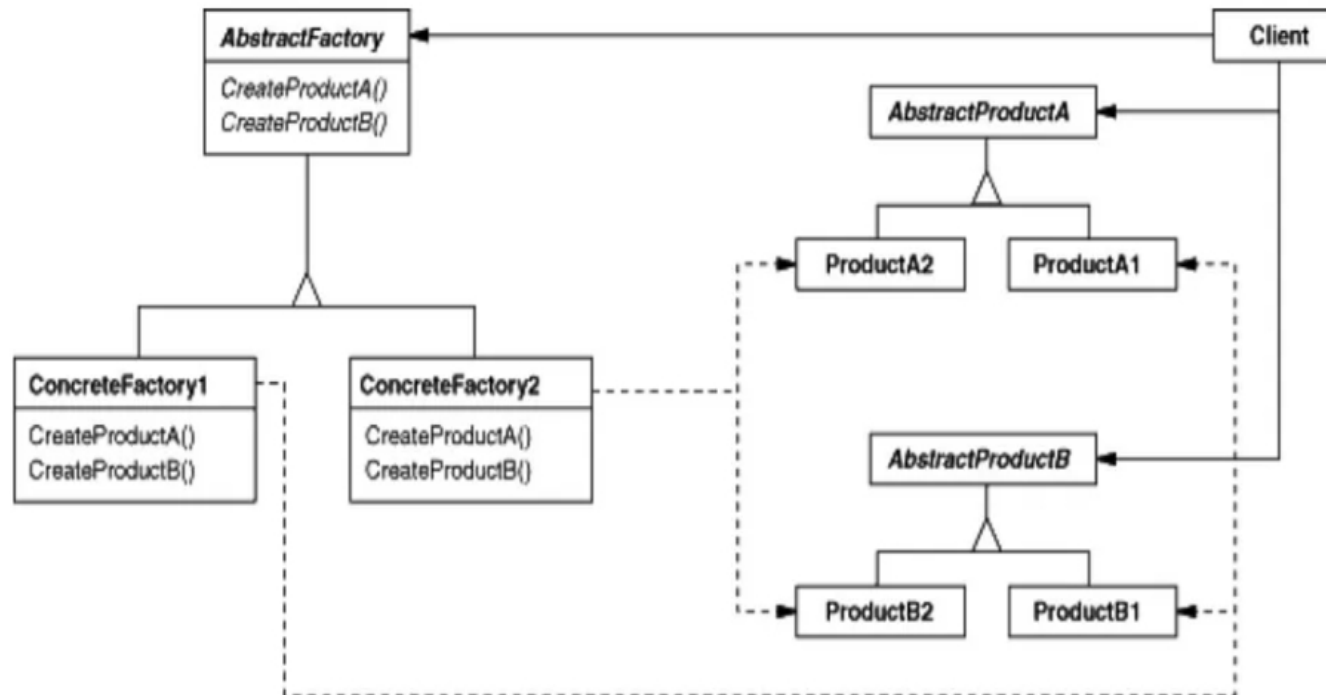 AbstractFactory
CreateProductA()
CreateProductB()
Client
AbstractProductA
ProductA2
ProductA1
ConcreteFactory1
CreateProductA()
CreateProductB()
ConcreteFactory2
CreateProductA()
CreateProductB()
AbstractProductB
ProductB2
ProductB1